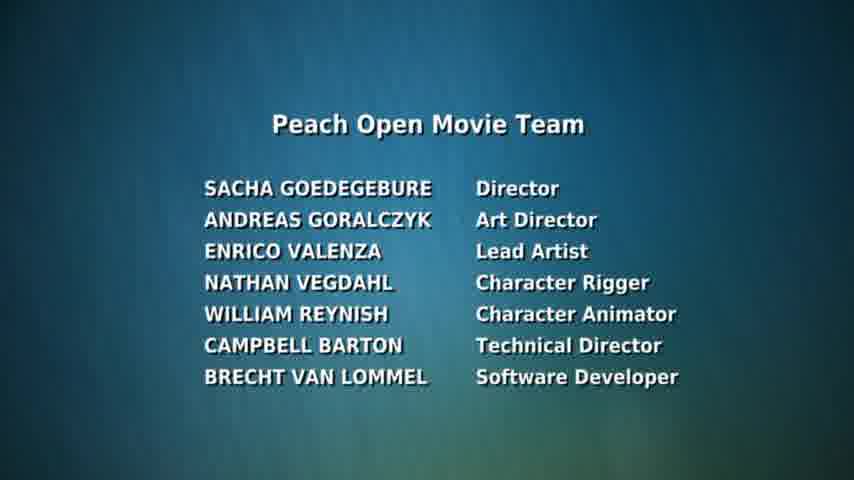 Peach Open Movie Team
SACHA GOEDEGEBURE Director
ANDREAS GORALCZYK Art Director
ENRICO VALENZA Lead Artist
NATHAN VEGDAHL Character Rigger
WILLIAM REYNISH Character Animator
CAMPBELL BARTON Technical Director
BRECHT VAN LOMMEL Software Developer